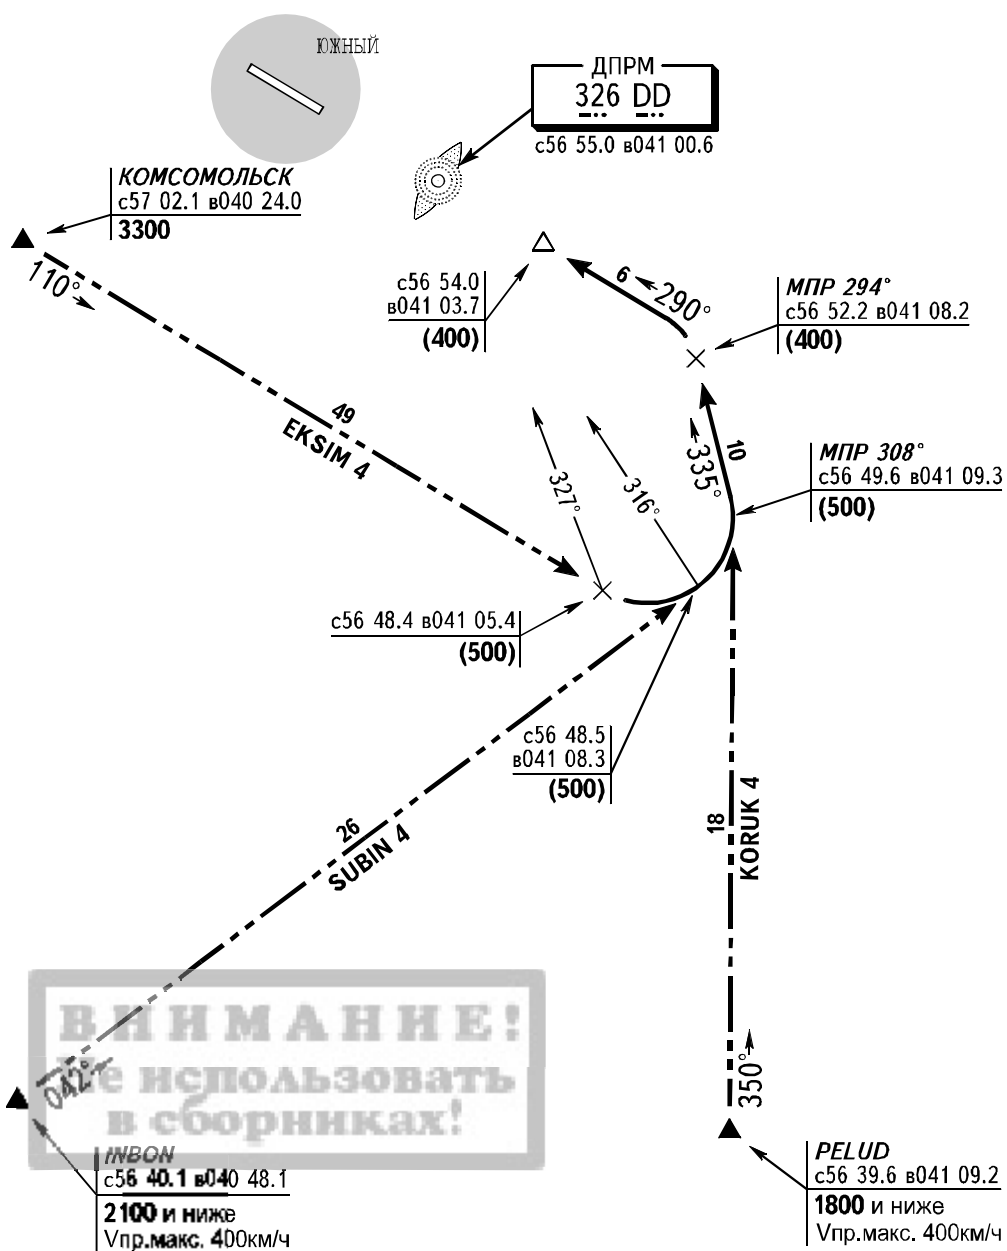 ЮЖНЫЙ
ДПРМ
326 DD
с56 55.0 в041 00.6
КОМСОМОЛЬСК
с57 02.1 в040 24.0
3300
110°
с56 54.0
в041 03.7
(400)
6
290°
МПР 294°
с56 52.2 в041 08.2
(400)
49
EKSIM 4
327°
316°
335°
10
МПР 308°
с56 49.6 в041 09.3
(500)
с56 48.4 в041 05.4
(500)
с56 48.5
в041 08.3
(500)
26
SUBIN 4
18
KORUK 4
ВНИМАНИЕ!
Не использовать
в сборниках!
042°
350°
INBON
с56 40.1 в040 48.1
2100 и ниже
Vпр.макс. 400км/ч
PELUD
с56 39.6 в041 09.2
1800 и ниже
Vпр.макс. 400км/ч